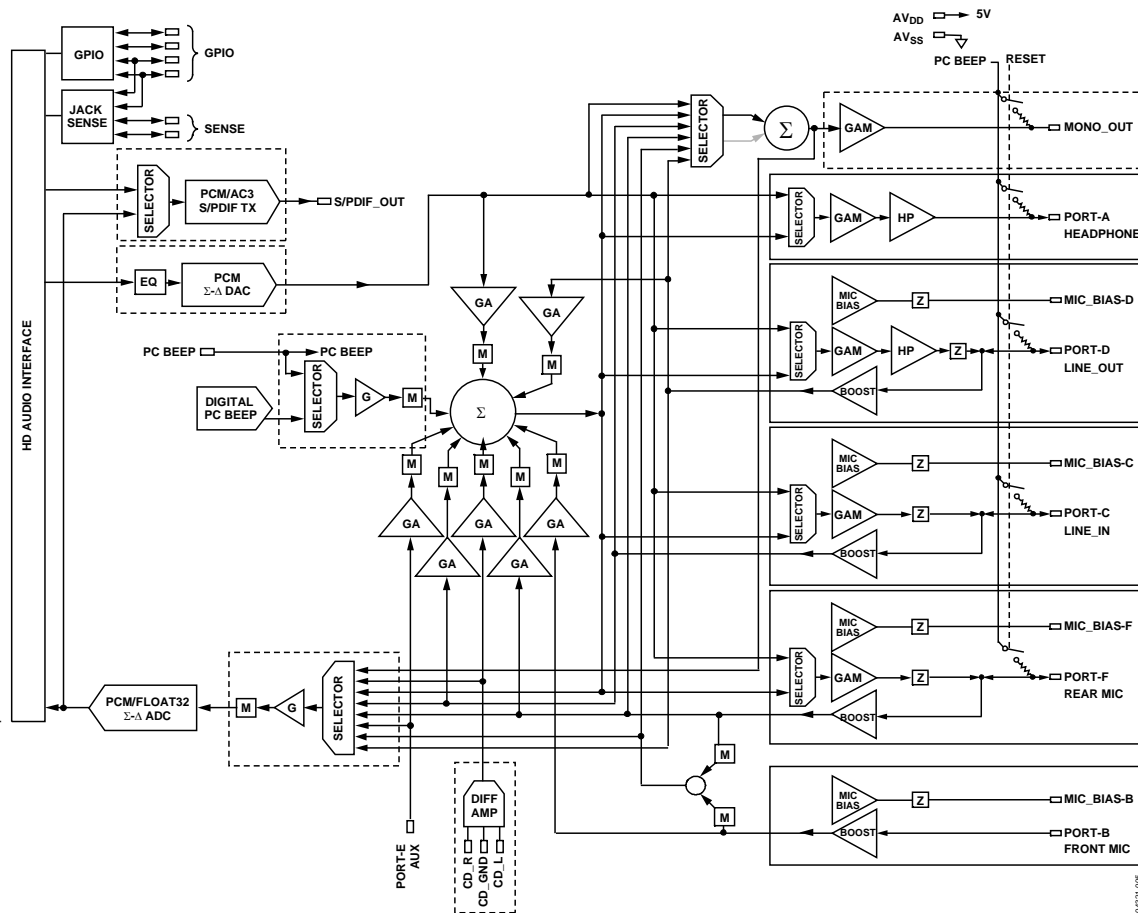 AVDD
5V
AVSS
PC BEEP
RESET
GPIO
GPIO
JACK
SENSE
SENSE
SELECTOR
PCM/AC3
S/PDIF TX
S/PDIF_OUT
EQ
PCM
Σ-Δ DAC
HD AUDIO INTERFACE
SELECTOR
Σ
GAM
MONO_OUT
SELECTOR
GAM
HP
PORT-A
HEADPHONE
GA
GA
M
M
MIC
BIAS
Z
MIC_BIAS-D
SELECTOR
GAM
HP
Z
PORT-D
LINE_OUT
BOOST
PC BEEP
PC BEEP
DIGITAL
PC BEEP
SELECTOR
G
M
Σ
M
M
M
M
M
GA
GA
GA
GA
GA
MIC
BIAS
Z
MIC_BIAS-C
SELECTOR
GAM
Z
PORT-C
LINE_IN
BOOST
MIC
BIAS
Z
MIC_BIAS-F
SELECTOR
GAM
Z
PORT-F
REAR MIC
BOOST
PCM/FLOAT32
Σ-Δ ADC
M
G
SELECTOR
M
M
MIC
BIAS
Z
MIC_BIAS-B
BOOST
PORT-B
FRONT MIC
PORT-E
AUX
DIFF
AMP
CD_R
CD_GND
CD_L